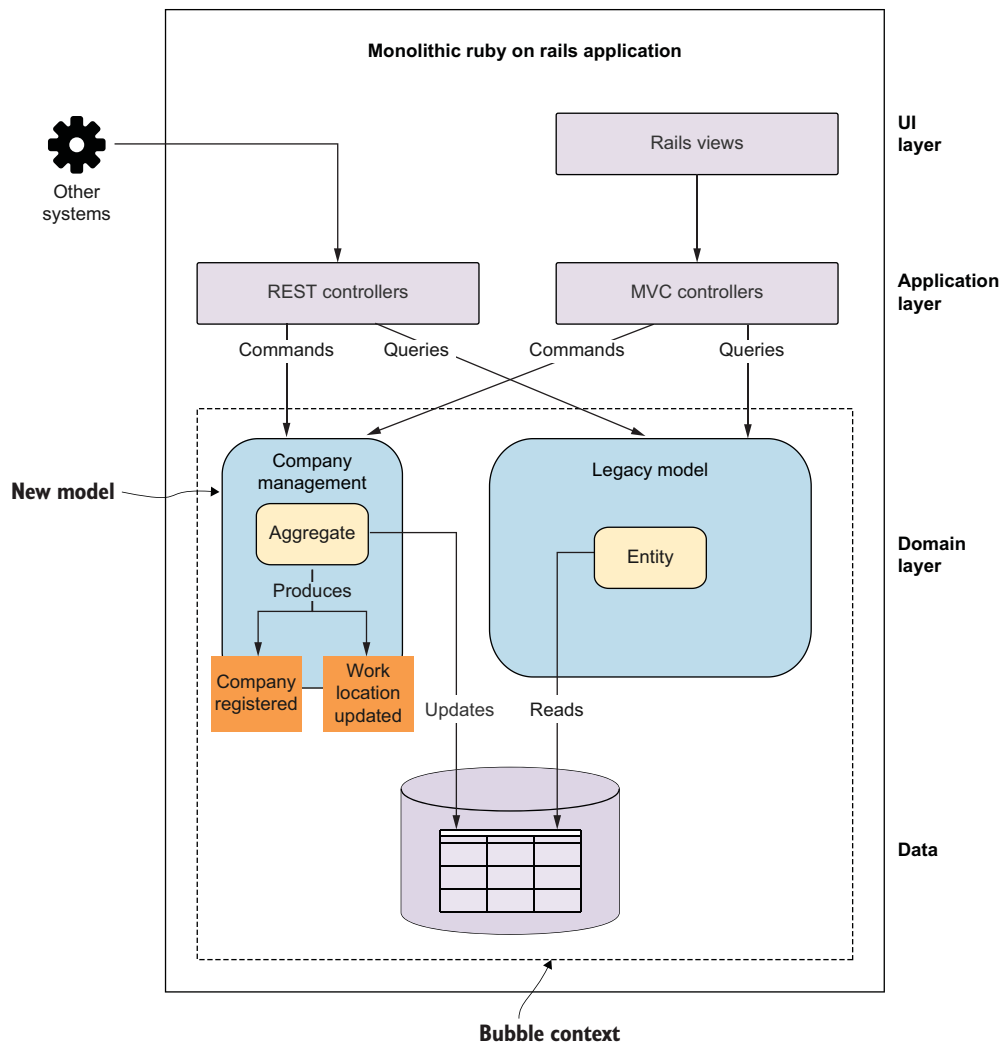 Monolithic ruby on rails application
Other
systems
Rails views
UI
layer
REST controllers
MVC controllers
Application
layer
Commands
Queries
Commands
Queries
New model
Company
management
Aggregate
Produces
Company
registered
Work
location
updated
Legacy model
Entity
Domain
layer
Updates
Reads
Data
Bubble context